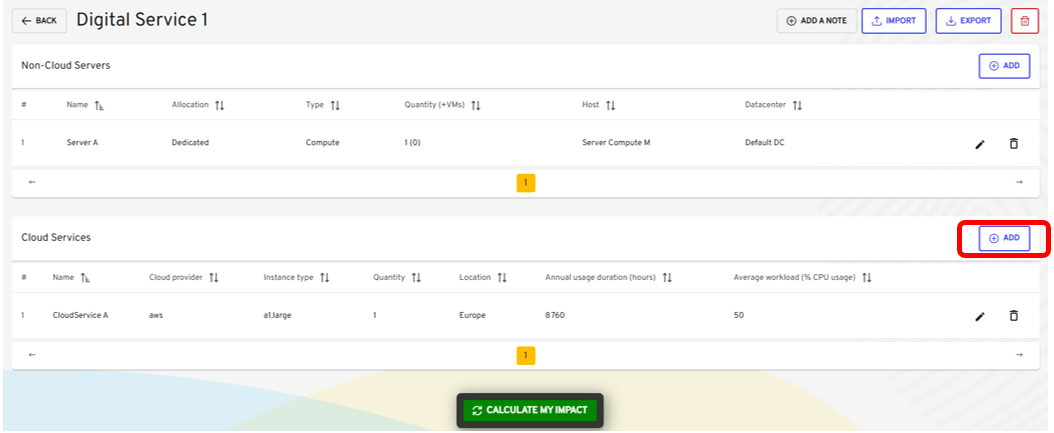 BACK Digital Service 1 ADD A NOTE IMPORT EXPORT
Non-Cloud Servers ADD
# Name Allocation Type Quantity (+VMs) Host Datacenter
1 Server A Dedicated Compute 1 (0) Server Compute M Default DC
1
Cloud Services ADD
# Name Cloud provider Instance type Quantity Location Annual usage duration (hours) Average workload (% CPU usage)
1 CloudService A aws a1.large 1 Europe 8760 50
1
CALCULATE MY IMPACT